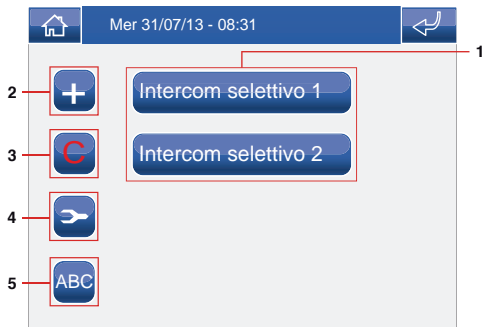 Mer 31/07/13 - 08:31
1
2
+
Intercom selettivo 1
3
C
Intercom selettivo 2
4
5
ABC